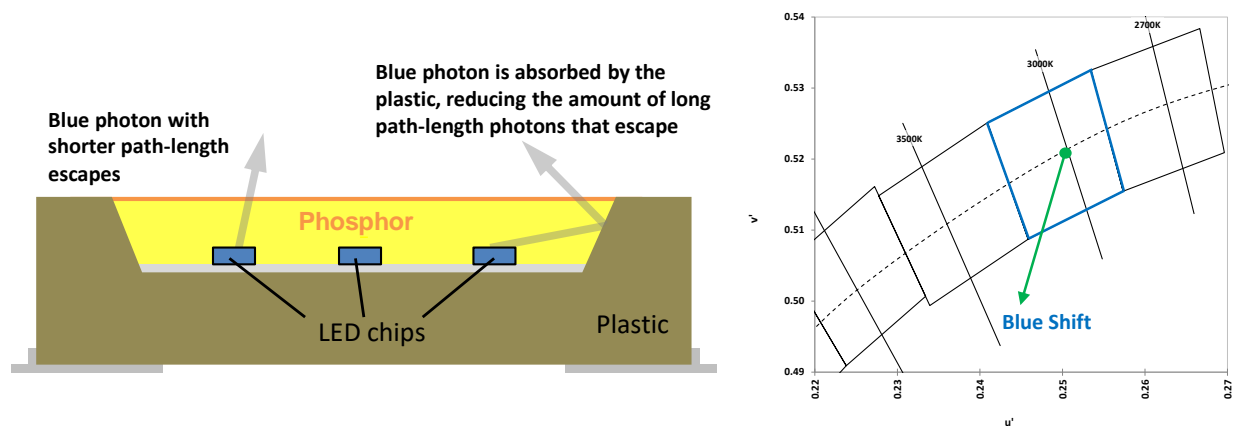 Blue photon with
shorter path-length
escapes
Blue photon is absorbed by the
plastic, reducing the amount of long
path-length photons that escape
Phosphor
LED chips
Plastic
0.54
0.53
0.52
0.51
0.50
0.49
v'
2700K
3000K
3500K
Blue Shift
0.22
0.23
0.24
0.25
0.26
0.27
u'